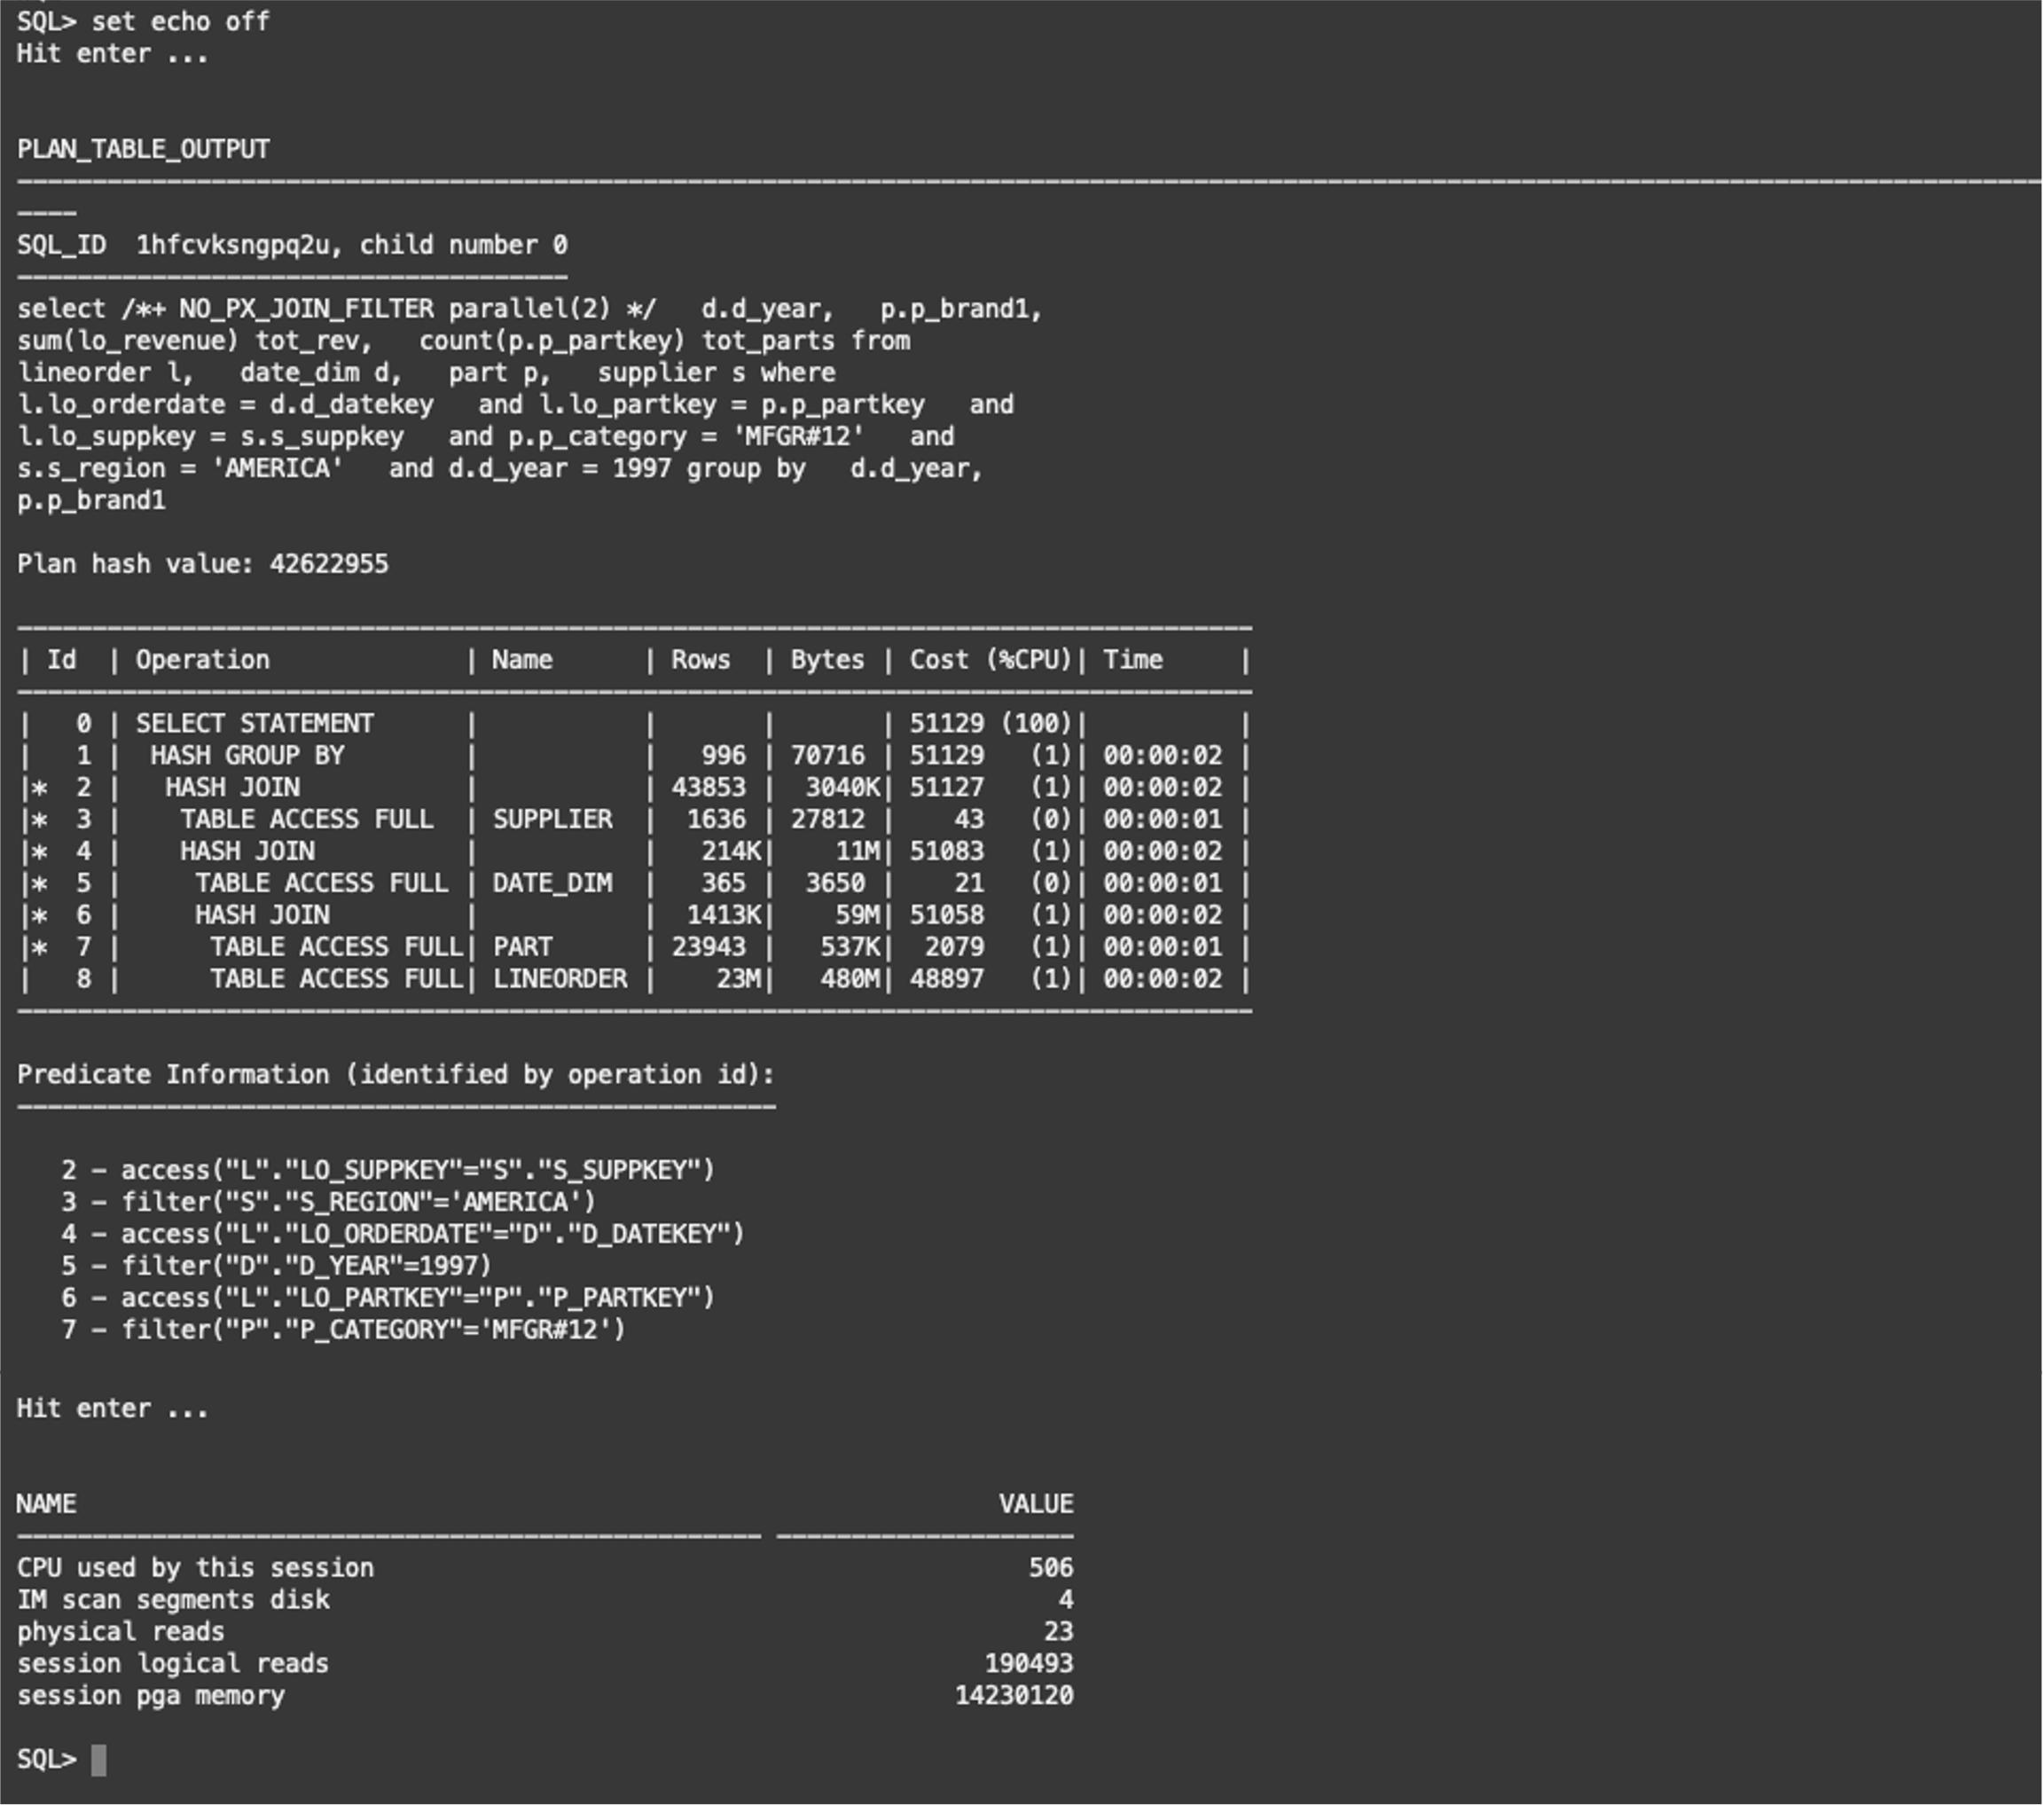 SQL> set echo off
Hit enter ...
PLAN_TABLE_OUTPUT
----------------------------------------------------------------------------------------------------------------------------------------
----
SQL_ID  1hfcvksngpq2u, child number 0
-------------------------------------
select /*+ NO_PX_JOIN_FILTER parallel(2) */   d.d_year,   p.p_brand1,
sum(lo_revenue) tot_rev,   count(p.p_partkey) tot_parts from
lineorder l,   date_dim d,   part p,   supplier s where
l.lo_orderdate = d.d_datekey   and l.lo_partkey = p.p_partkey   and
l.lo_suppkey = s.s_suppkey   and p.p_category = 'MFGR#12'   and
s.s_region = 'AMERICA'   and d.d_year = 1997 group by   d.d_year,
p.p_brand1
Plan hash value: 42622955
-----------------------------------------------------------------------------------
| Id  | Operation             | Name      | Rows  | Bytes | Cost (%CPU)| Time     |
-----------------------------------------------------------------------------------
|   0 | SELECT STATEMENT      |           |       |       | 51129 (100)|          |
|   1 |  HASH GROUP BY        |           |   996 | 70716 | 51129   (1)| 00:00:02 |
|*  2 |   HASH JOIN           |           | 43853 |  3040K| 51127   (1)| 00:00:02 |
|*  3 |    TABLE ACCESS FULL  | SUPPLIER  |  1636 | 27812 |    43   (0)| 00:00:01 |
|*  4 |    HASH JOIN          |           |   214K|    11M| 51083   (1)| 00:00:02 |
|*  5 |     TABLE ACCESS FULL | DATE_DIM  |   365 |  3650 |    21   (0)| 00:00:01 |
|*  6 |     HASH JOIN         |           |  1413K|    59M| 51058   (1)| 00:00:02 |
|*  7 |      TABLE ACCESS FULL| PART      | 23943 |   537K|  2079   (1)| 00:00:01 |
|   8 |      TABLE ACCESS FULL| LINEORDER |    23M|   480M| 48897   (1)| 00:00:02 |
-----------------------------------------------------------------------------------
Predicate Information (identified by operation id):
---------------------------------------------------
   2 - access("L"."LO_SUPPKEY"="S"."S_SUPPKEY")
   3 - filter("S"."S_REGION"='AMERICA')
   4 - access("L"."LO_ORDERDATE"="D"."D_DATEKEY")
   5 - filter("D"."D_YEAR"=1997)
   6 - access("L"."LO_PARTKEY"="P"."P_PARTKEY")
   7 - filter("P"."P_CATEGORY"='MFGR#12')
Hit enter ...
NAME                                                              VALUE
-------------------------------------------------- --------------------
CPU used by this session                                            506
IM scan segments disk                                                 4
physical reads                                                       23
session logical reads                                            190493
session pga memory                                             14230120
SQL>